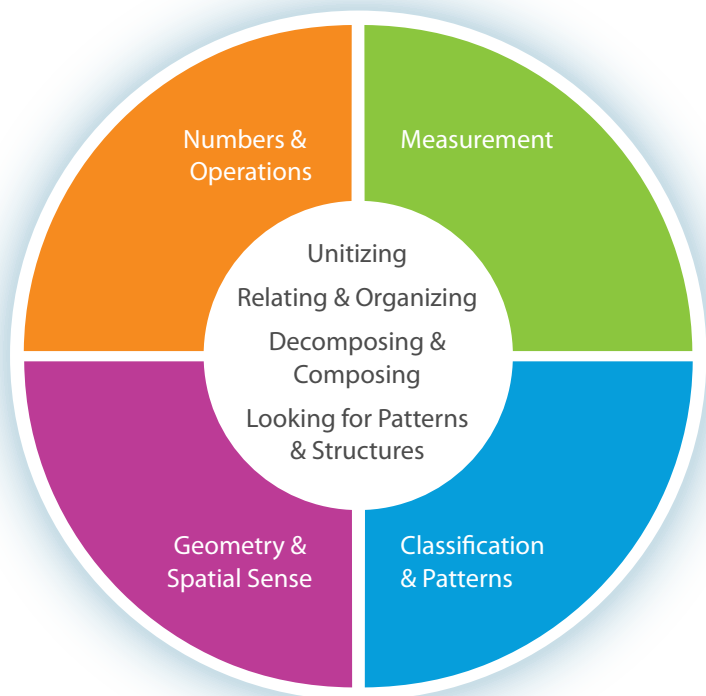 Numbers &
Operations
Measurement
Unitizing
Relating & Organizing
Decomposing &
Composing
Looking for Patterns
& Structures
Geometry &
Spatial Sense
Classification
& Patterns